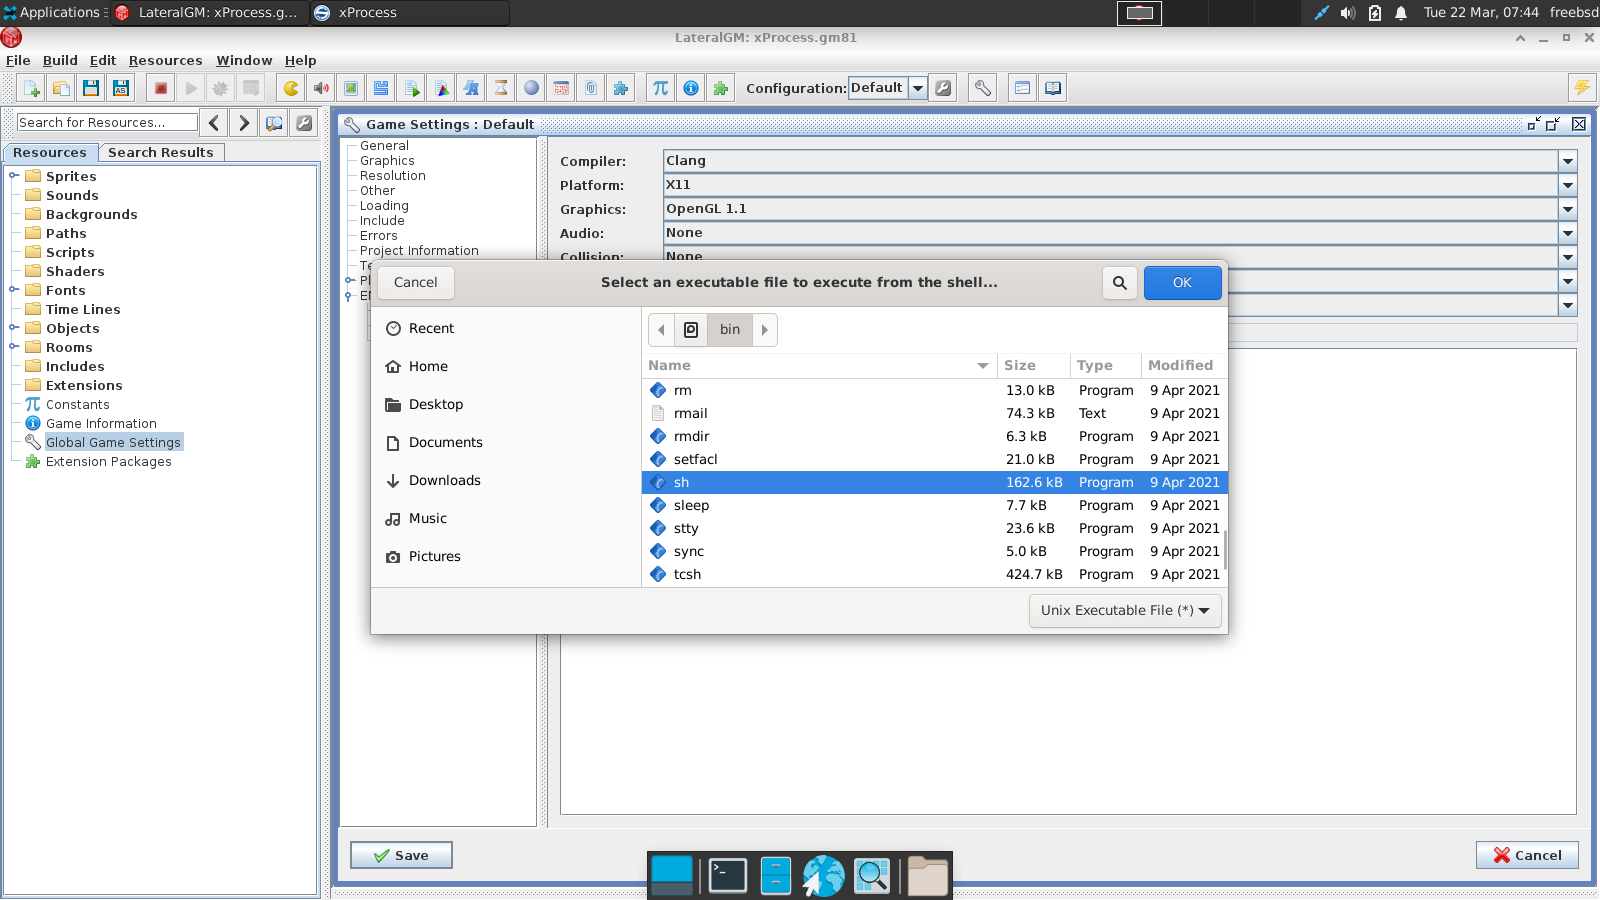 Applications
LateralGM: xProcess.g...
xProcess
Tue 22 Mar, 07:44
freebsd
LateralGM: xProcess.gm81
File Build Edit Resources Window Help
Configuration: Default
Search for Resources...
Resources
Search Results
Sprites
Sounds
Backgrounds
Paths
Scripts
Shaders
Fonts
Time Lines
Objects
Rooms
Includes
Extensions
Constants
Game Information
Global Game Settings
Extension Packages
Game Settings : Default
General
Graphics
Resolution
Other
Loading
Include
Errors
Project Information
Compiler: Clang
Platform: X11
Graphics: OpenGL 1.1
Audio: None
Collision: None
Cancel
Select an executable file to execute from the shell...
OK
Recent
Home
Desktop
Documents
Downloads
Music
Pictures
bin
Name Size Type Modified
rm 13.0 kB Program 9 Apr 2021
rmail 74.3 kB Text 9 Apr 2021
rmdir 6.3 kB Program 9 Apr 2021
setfacl 21.0 kB Program 9 Apr 2021
sh 162.6 kB Program 9 Apr 2021
sleep 7.7 kB Program 9 Apr 2021
stty 23.6 kB Program 9 Apr 2021
sync 5.0 kB Program 9 Apr 2021
tcsh 424.7 kB Program 9 Apr 2021
Unix Executable File (*)
Save
Cancel